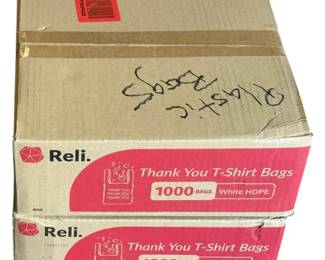 Plastic
Bags
Reli.
Thank You T-Shirt Bags
1000 BAGS White HDPE
Reli.
Thank You T-Shirt Bags